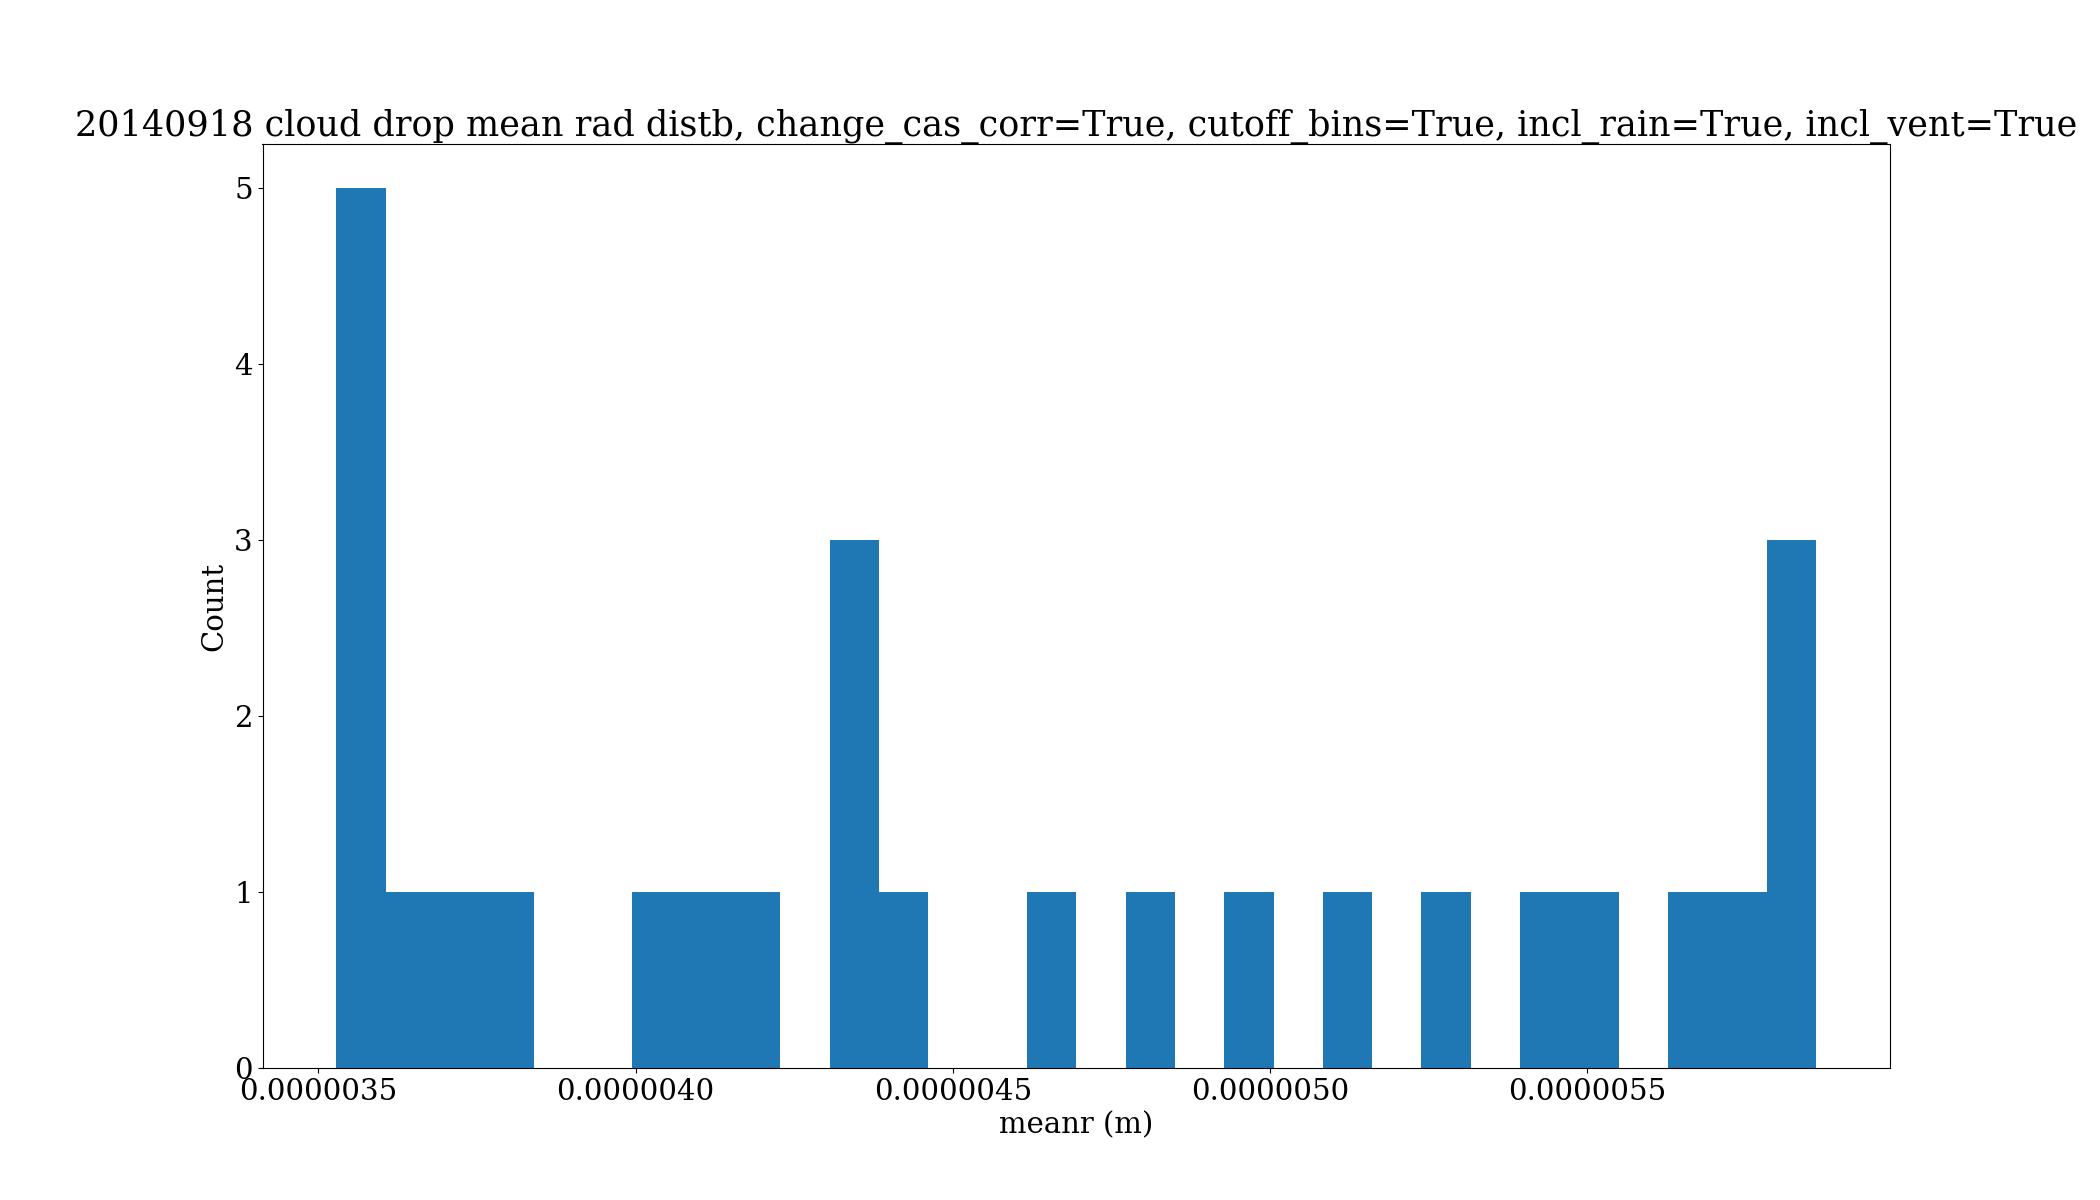 20140918 cloud drop mean rad distb, change_cas_corr=True, cutoff_bins=True, incl_rain=True, incl_vent=True
5
4
3
2
1
0
Count
0.0000035 0.0000040 0.0000045 0.0000050 0.0000055
meanr (m)